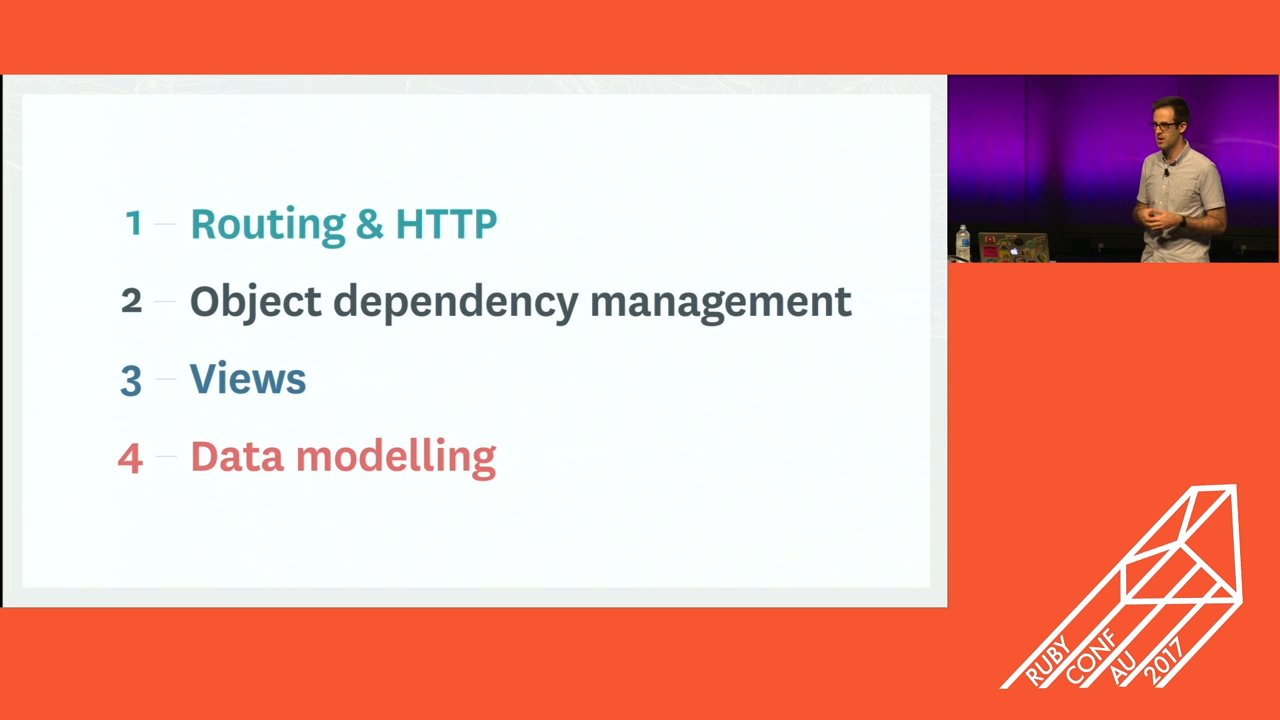 1 — Routing & HTTP
2 — Object dependency management
3 — Views
4 — Data modelling
RUBY
CONF
AU
2017